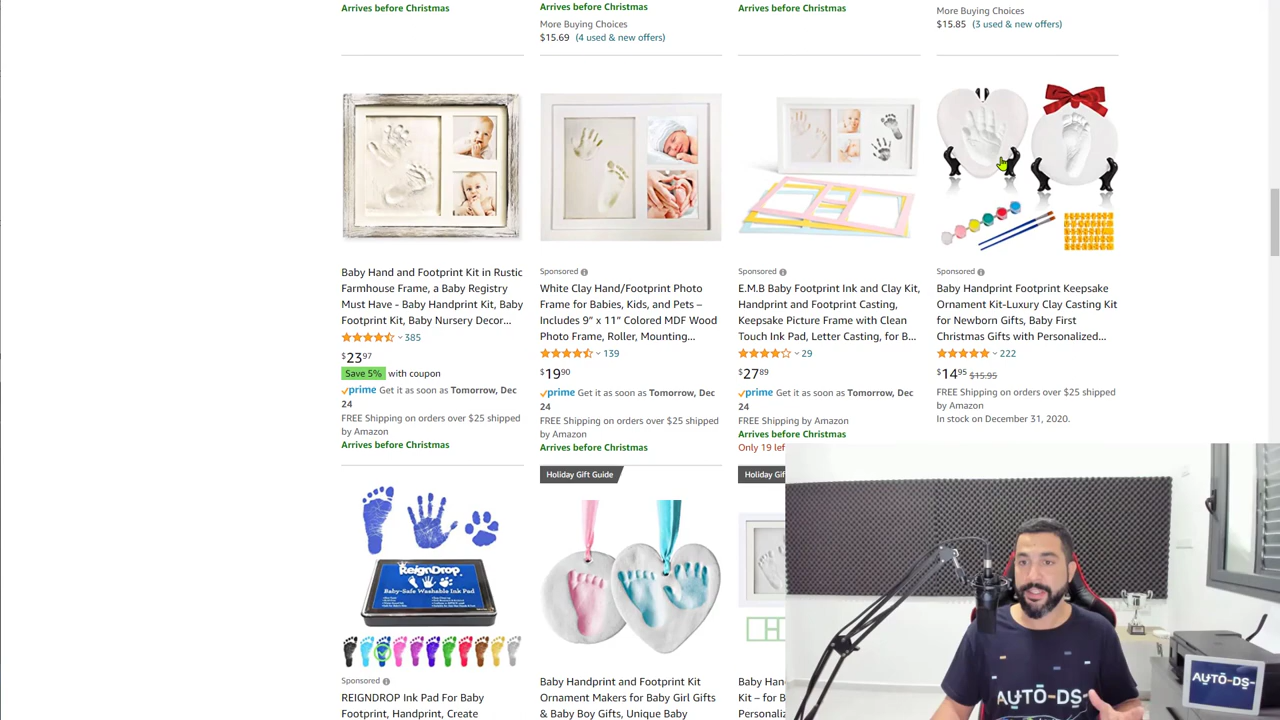 Arrives before Christmas
Arrives before Christmas
More Buying Choices
$15.69 (4 used & new offers)
Arrives before Christmas
More Buying Choices
$15.85 (3 used & new offers)
Baby Hand and Footprint Kit in Rustic
Farmhouse Frame, a Baby Registry
Must Have - Baby Handprint Kit, Baby
Footprint Kit, Baby Nursery Decor...
385
$23 97
Save 5% with coupon
prime Get it as soon as Tomorrow, Dec
24
FREE Shipping on orders over $25 shipped
by Amazon
Arrives before Christmas
Sponsored
White Clay Hand/Footprint Photo
Frame for Babies, Kids, and Pets –
Includes 9” x 11” Colored MDF Wood
Photo Frame, Roller, Mounting...
139
$19 90
prime Get it as soon as Tomorrow, Dec
24
FREE Shipping on orders over $25 shipped
by Amazon
Arrives before Christmas
Sponsored
E.M.B Baby Footprint Ink and Clay Kit,
Handprint and Footprint Casting,
Keepsake Picture Frame with Clean
Touch Ink Pad, Letter Casting, for B...
29
$27 89
prime Get it as soon as Tomorrow, Dec
24
FREE Shipping by Amazon
Arrives before Christmas
Only 19 lef
Sponsored
Baby Handprint Footprint Keepsake
Ornament Kit-Luxury Clay Casting Kit
for Newborn Gifts, Baby First
Christmas Gifts with Personalized...
222
$14 95 $15.95
FREE Shipping on orders over $25 shipped
by Amazon
In stock on December 31, 2020.
ReignDrop
Baby-Safe Washable Ink Pad
Sponsored
REIGNDROP Ink Pad For Baby
Footprint, Handprint, Create
Holiday Gift Guide
Baby Handprint and Footprint Kit
Ornament Makers for Baby Girl Gifts
& Baby Boy Gifts, Unique Baby
Holiday Gif
Baby Han
Kit – for B
Personaliz
AUTO-DS
AUTO-DS-